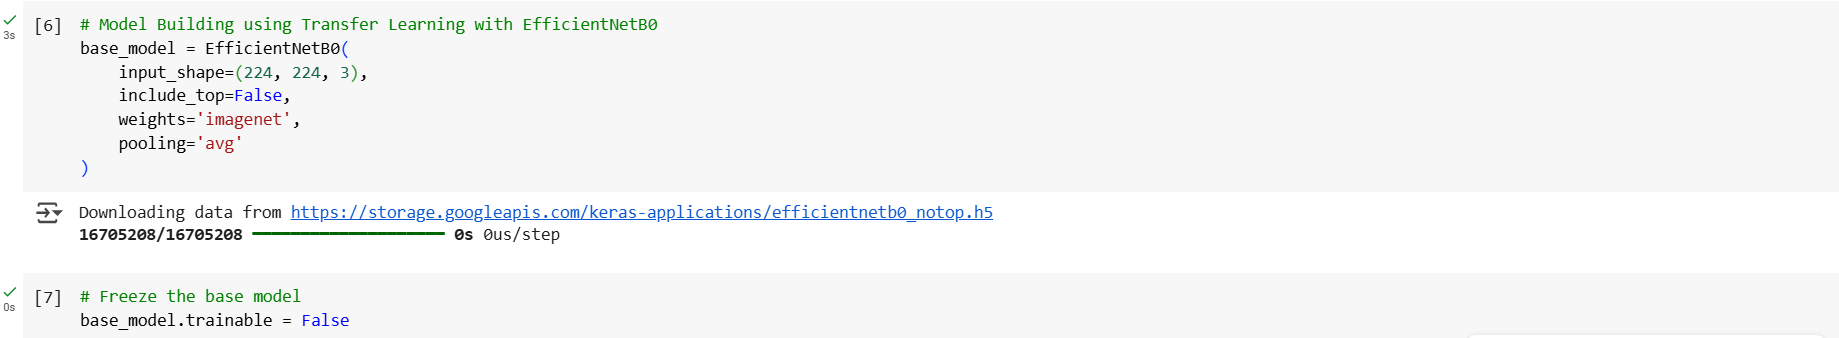 [6] # Model Building using Transfer Learning with EfficientNetB0
base_model = EfficientNetB0(
    input_shape=(224, 224, 3),
    include_top=False,
    weights='imagenet',
    pooling='avg'
)
3s
Downloading data from https://storage.googleapis.com/keras-applications/efficientnetb0_notop.h5
16705208/16705208 ━━━━━━━━━━━━━━━━━━━━ 0s 0us/step
[7] # Freeze the base model
base_model.trainable = False
0s